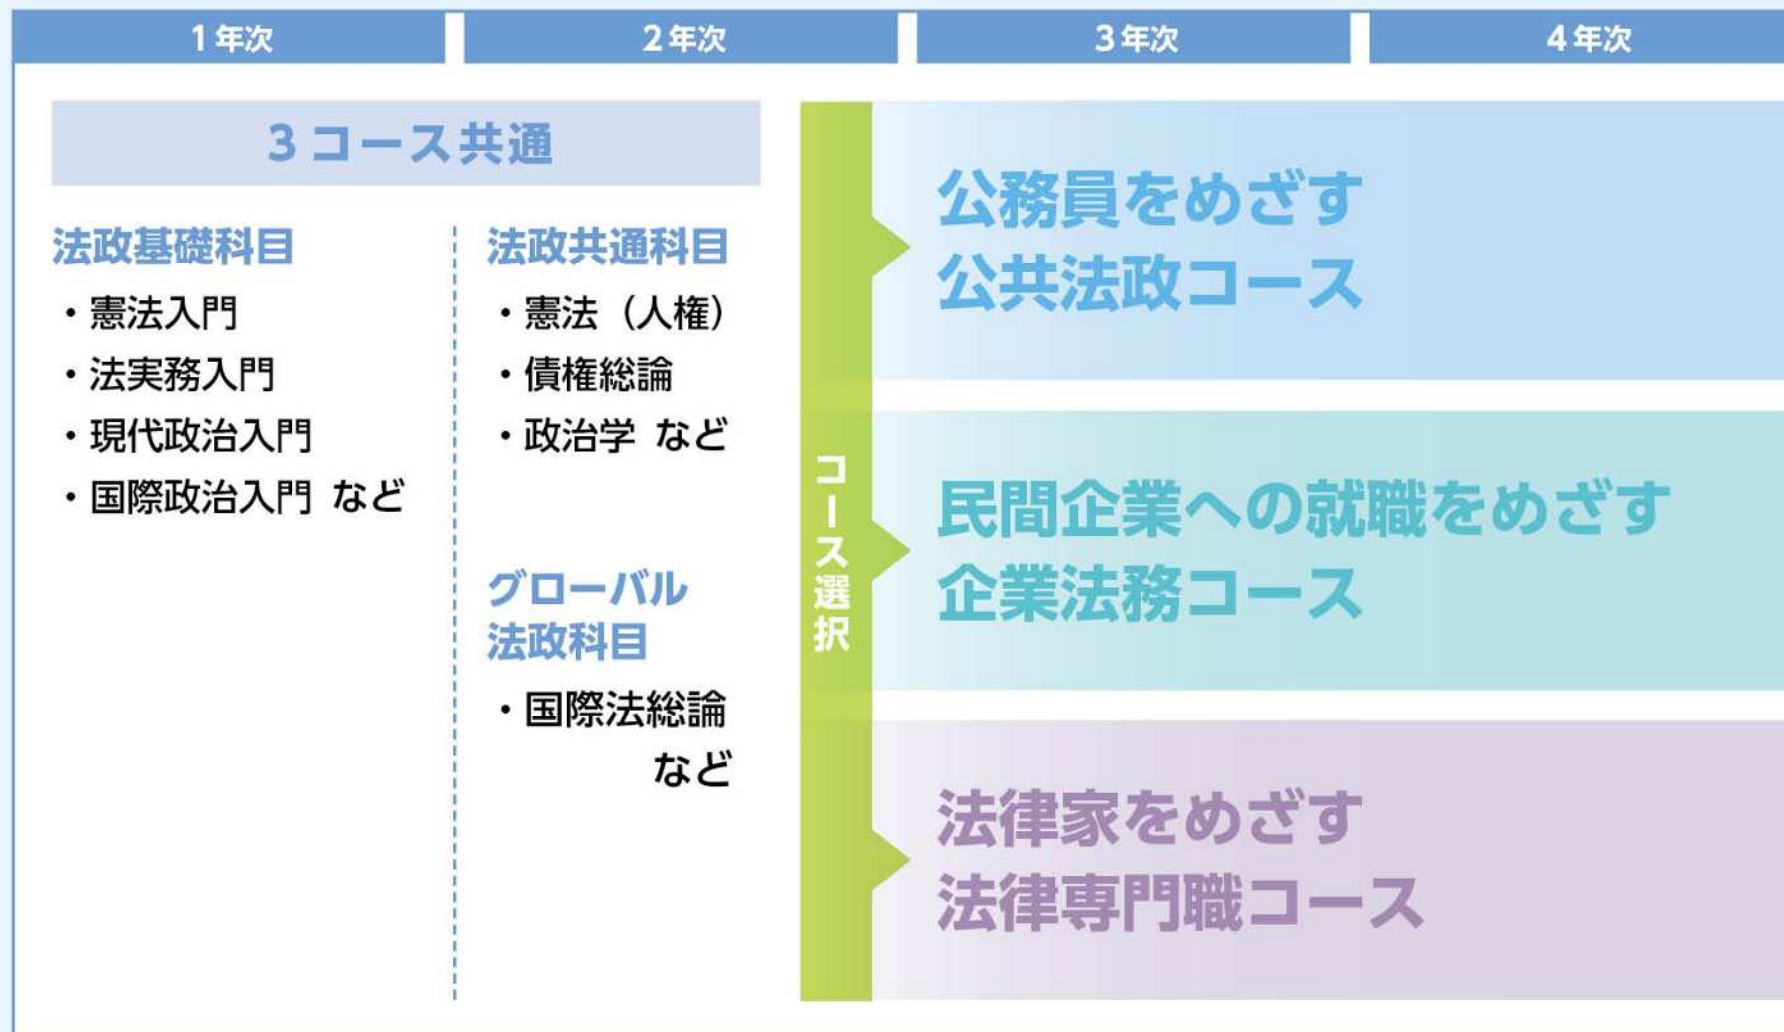 1年次
2年次
3年次
4年次
3コース共通
法政基礎科目
・憲法入門
・法実務入門
・現代政治入門
・国際政治入門 など
法政共通科目
・憲法（人権）
・債権総論
・政治学 など
グローバル
法政科目
・国際法総論
など
コース選択
公務員をめざす
公共法政コース
民間企業への就職をめざす
企業法務コース
法律家をめざす
法律専門職コース